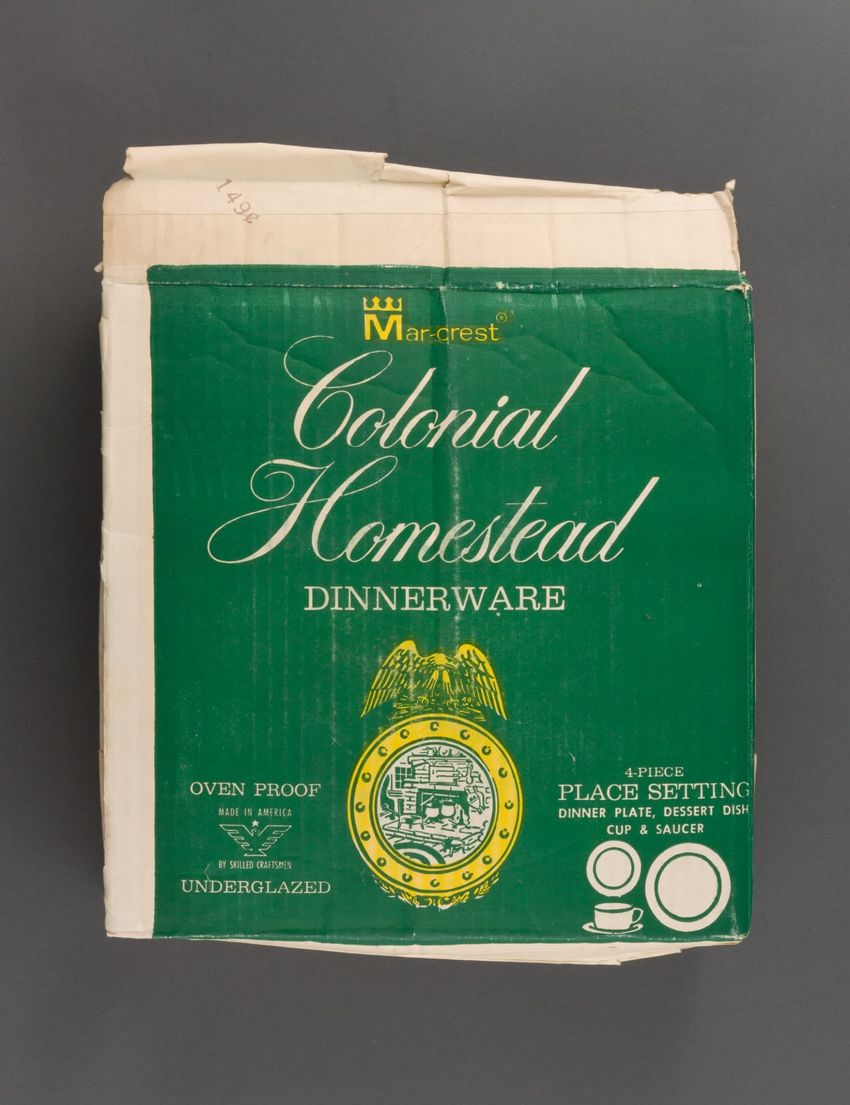 149¢
Mar-crest®
Colonial
Homestead
DINNERWARE
OVEN PROOF
MADE IN AMERICA
BY SKILLED CRAFTSMEN
UNDERGLAZED
4-PIECE
PLACE SETTING
DINNER PLATE, DESSERT DISH
CUP & SAUCER